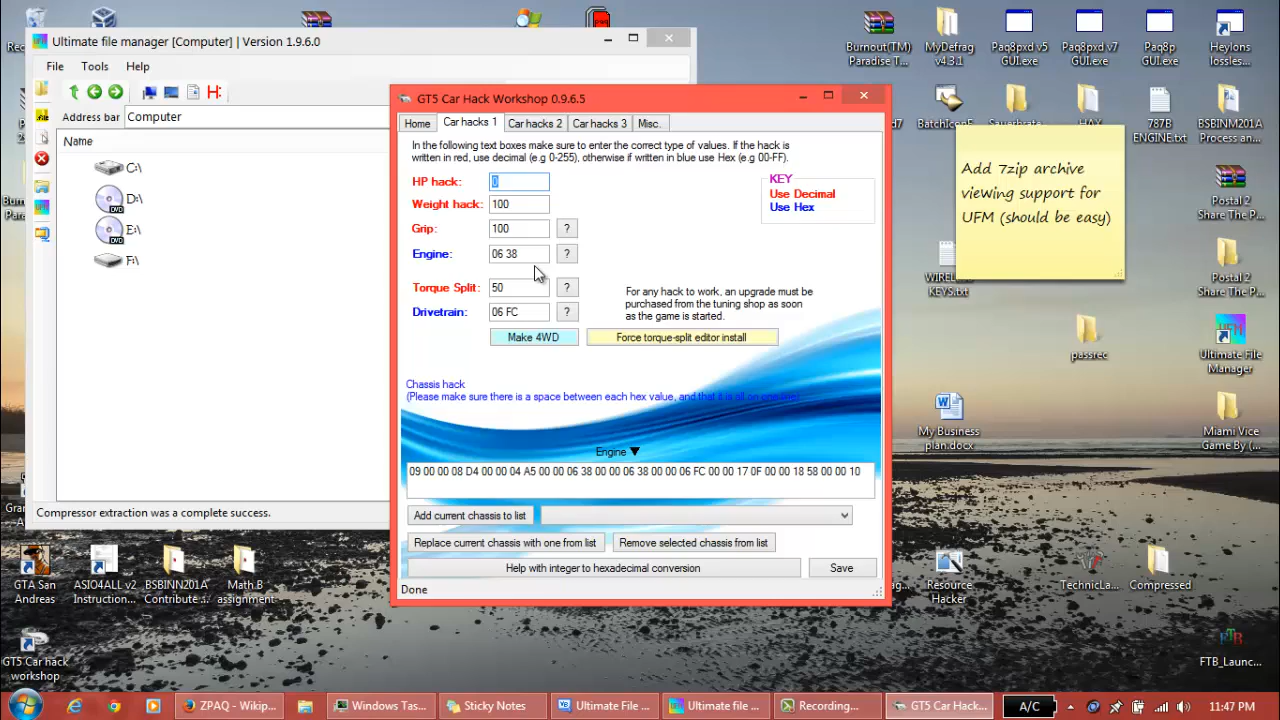 Ultimate file manager [Computer] | Version 1.9.6.0
File Tools Help
Address bar
Computer
Name
C:\
D:\
E:\
F:\
Compressor extraction was a complete success.
GT5 Car Hack Workshop 0.9.6.5
Home Car hacks 1 Car hacks 2 Car hacks 3 Misc.
In the following text boxes make sure to enter the correct type of values. If the hack is
written in red, use decimal (e.g 0-255), otherwise if written in blue use Hex (e.g 00-FF).
HP hack: 0
Weight hack: 100
Grip: 100 ?
Engine: 06 38 ?
Torque Split: 50 ?
Drivetrain: 06 FC ?
KEY
Use Decimal
Use Hex
For any hack to work, an upgrade must be
purchased from the tuning shop as soon
as the game is started.
Make 4WD Force torque-split editor install
Chassis hack
(Please make sure there is a space between each hex value, and that it is all on one line)
Engine ▼
09 00 00 08 D4 00 00 04 A5 00 00 06 38 00 00 06 38 00 00 06 FC 00 00 17 0F 00 00 18 58 00 00 10
Add current chassis to list
Replace current chassis with one from list Remove selected chassis from list
Help with integer to hexadecimal conversion Save
Done
Burnout(TM)
Paradise T...
MyDefrag
v4.3.1
Paq8pxd v5
GUI.exe
Paq8pxd v7
GUI.exe
Paq8p
GUI.exe
Heylons
lossles...
787B
ENGINE.txt
BSBINM201A
Process an...
Add 7zip archive
viewing support for
UFM (should be easy)
Postal 2
Share The P...
Postal 2
Share The P...
KEYS.txt
passrec
UFM
Ultimate File
Manager
My Business
plan.docx
Miami Vice
Game By (...
GTA San
Andreas
ASIO4ALL v2
Instruction...
BSBINN201A
Contribute ...
Math B
assignment
Resource
Hacker
TechnicLa...
Compressed
GT5 Car hack
workshop
FTB_Launc...
ZPAQ - Wikip...
Windows Tas...
Sticky Notes
Ultimate File ...
Ultimate file ...
Recording...
GT5 Car Hac...
A/C
11:47 PM